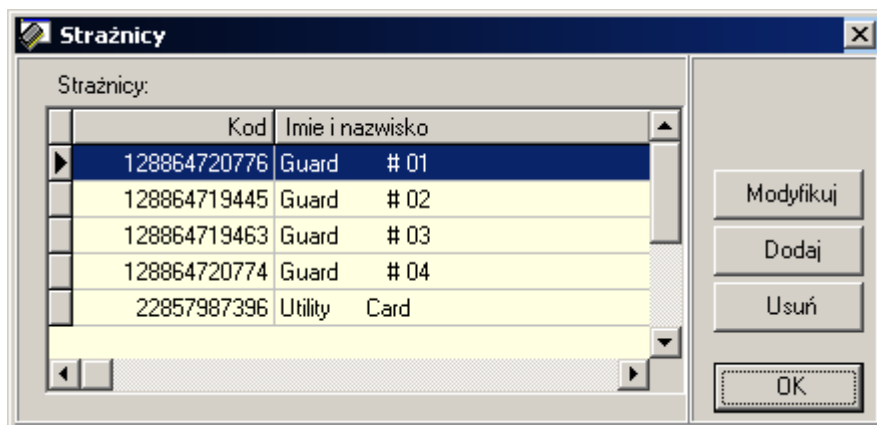 Strażnicy
Strażnicy:
Kod Imie i nazwisko
128864720776 Guard # 01
128864719445 Guard # 02
128864719463 Guard # 03
128864720774 Guard # 04
22857987396 Utility Card
Modyfikuj
Dodaj
Usuń
OK